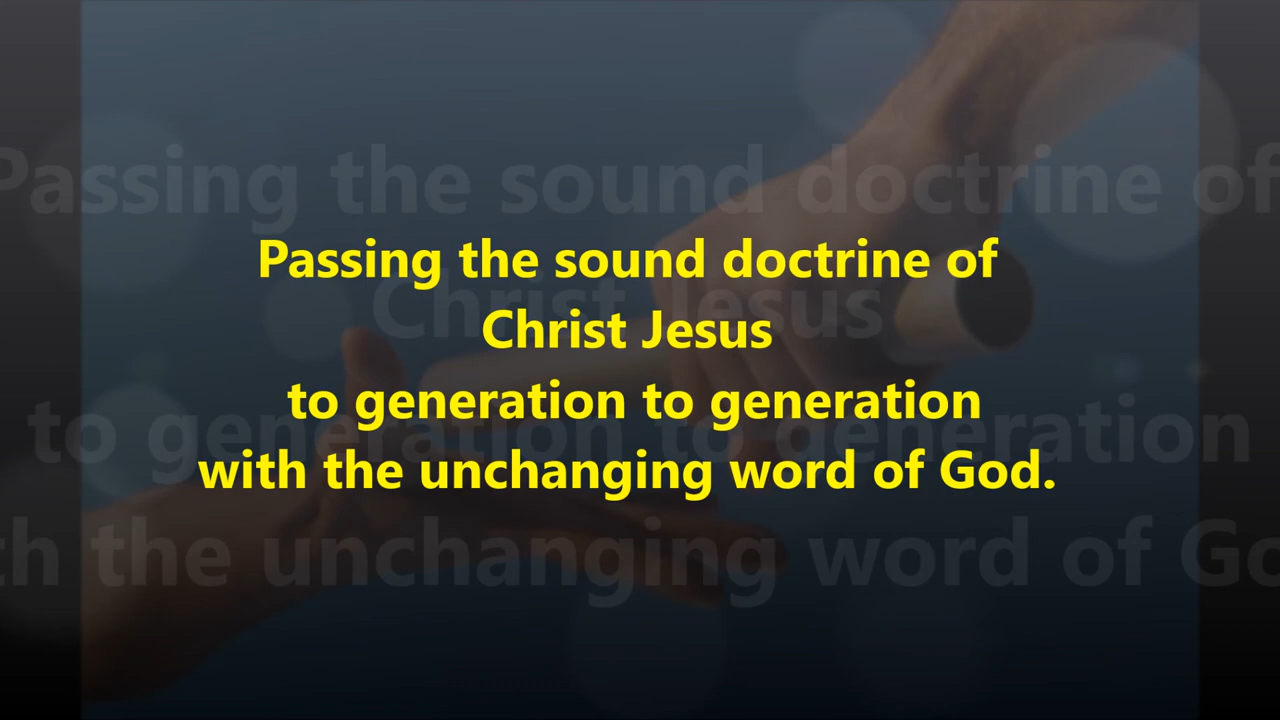 Passing the sound doctrine of
Christ Jesus
to generation to generation
with the unchanging word of God.